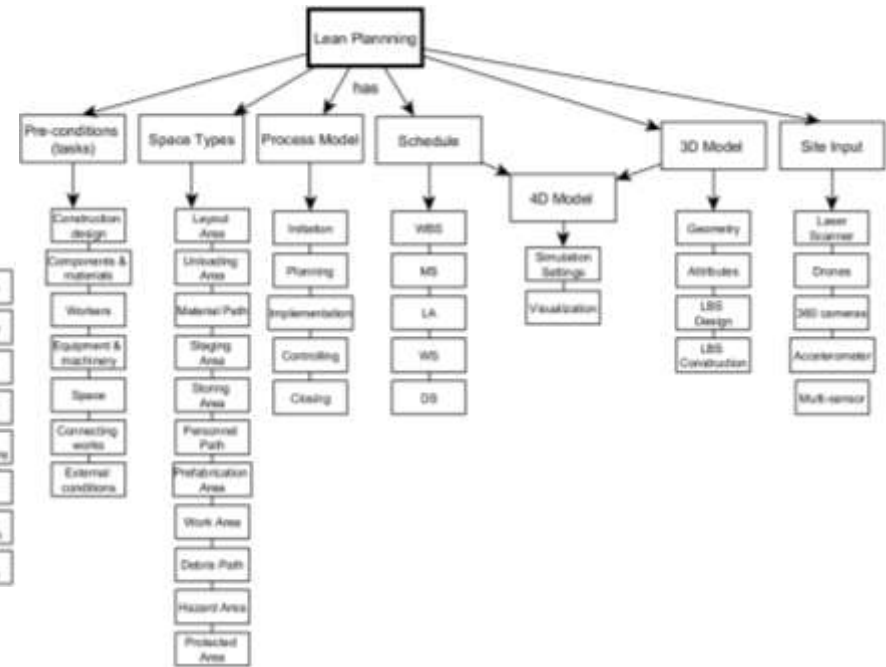 Lean Plannning
has
Pre-conditions
(tasks)
Space Types
Process Model
Schedule
3D Model
Site Input
4D Model
Construction
design
Components &
materials
Workers
Equipment &
machinery
Space
Connecting
works
External
conditions
Layout
Area
Unloading
Area
Material Path
Staging
Area
Storing
Area
Personnel
Path
Prefabrication
Area
Work Area
Debris Path
Hazard Area
Protected
Area
Initiation
Planning
Implementation
Controlling
Closing
WBS
MS
LA
WS
DS
Simulation
Settings
Visualization
Geometry
Attributes
LBS
Design
LBS
Construction
Laser
Scanner
Drones
360 cameras
Accelerometer
Multi-sensor